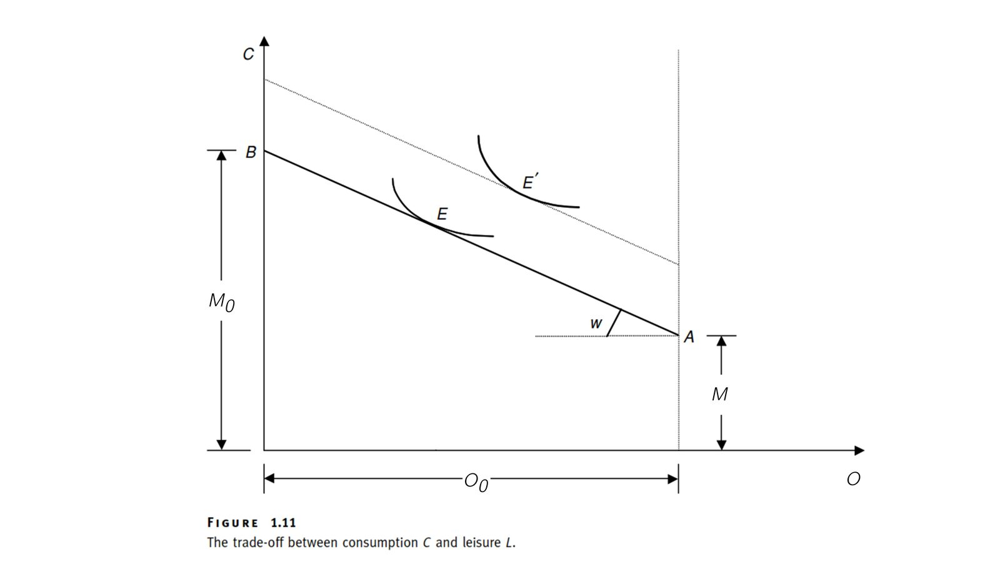 C
B
E′
E
M0
w
A
M
O0
O
FIGURE 1.11
The trade-off between consumption C and leisure L.